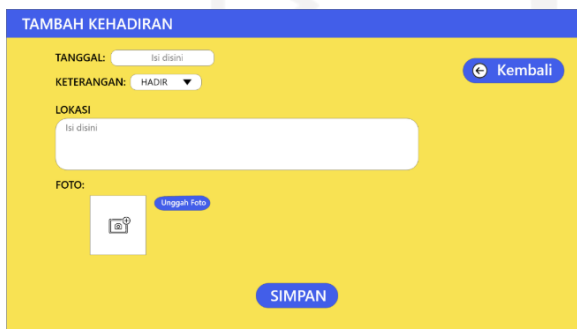 TAMBAH KEHADIRAN
TANGGAL: Isi disini
Kembali
KETERANGAN: HADIR
LOKASI
Isi disini
FOTO:
Unggah Foto
SIMPAN